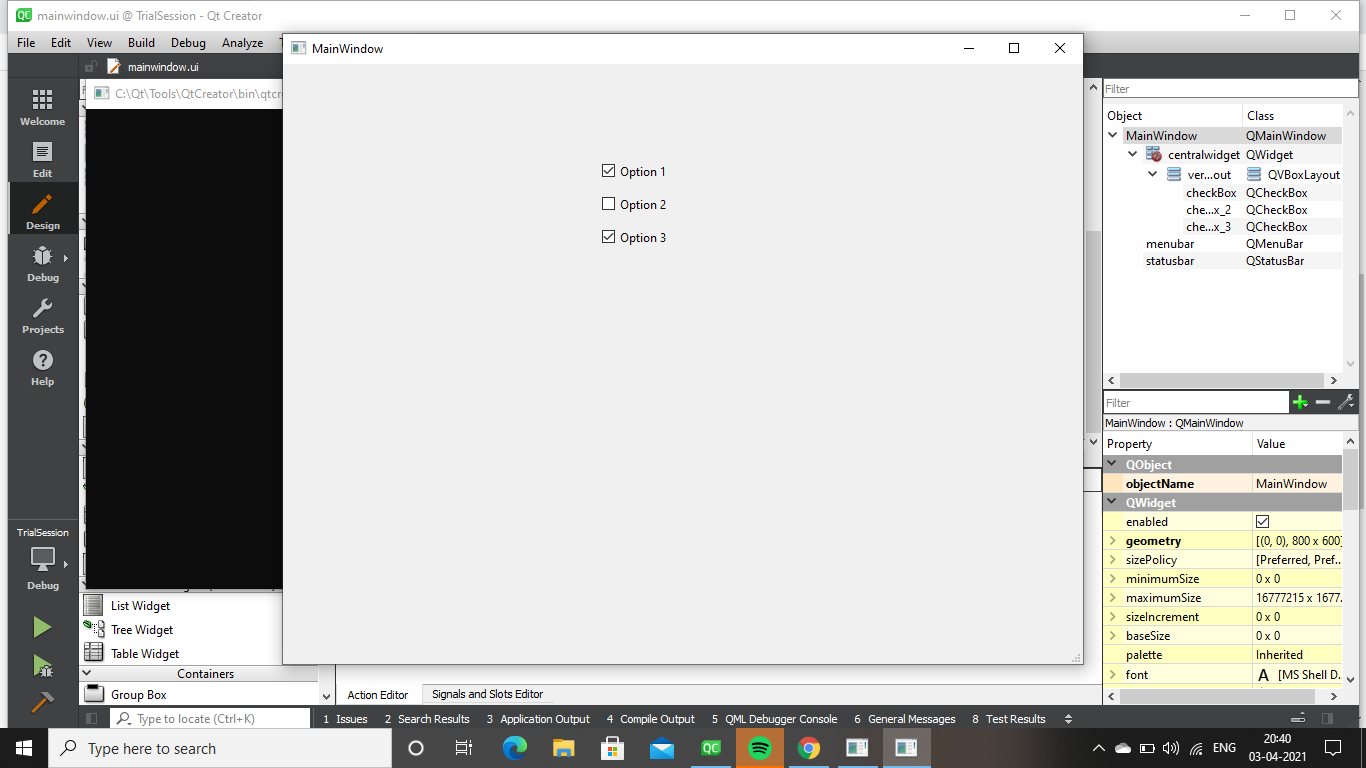 mainwindow.ui @ TrialSession - Qt Creator
File Edit View Build Debug Analyze
mainwindow.ui
C:\Qt\Tools\QtCreator\bin\qtcr
MainWindow
Option 1
Option 2
Option 3
Welcome
Edit
Design
Debug
Projects
Help
TrialSession
Debug
List Widget
Tree Widget
Table Widget
Containers
Group Box
Action Editor Signals and Slots Editor
Filter
Object Class
MainWindow QMainWindow
centralwidget QWidget
ver...out QVBoxLayout
checkBox QCheckBox
che...x_2 QCheckBox
che...x_3 QCheckBox
menubar QMenuBar
statusbar QStatusBar
Filter
MainWindow : QMainWindow
Property Value
QObject
objectName MainWindow
QWidget
enabled
geometry [(0, 0), 800 x 600]
sizePolicy [Preferred, Pref...
minimumSize 0 x 0
maximumSize 16777215 x 1677...
sizeIncrement 0 x 0
baseSize 0 x 0
palette Inherited
font A [MS Shell D...
Type to locate (Ctrl+K) 1 Issues 2 Search Results 3 Application Output 4 Compile Output 5 QML Debugger Console 6 General Messages 8 Test Results
Type here to search
QC
ENG
20:40
03-04-2021